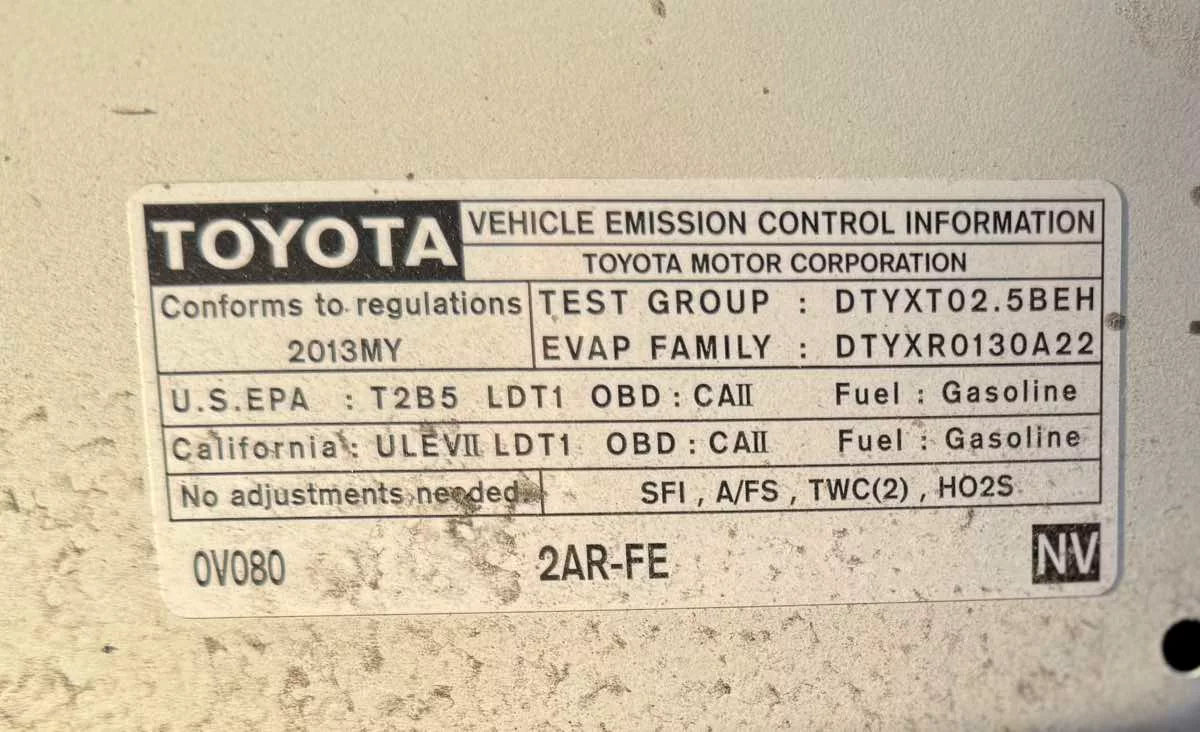 TOYOTA VEHICLE EMISSION CONTROL INFORMATION
TOYOTA MOTOR CORPORATION
Conforms to regulations TEST GROUP : DTYXT02.5BEH
2013MY EVAP FAMILY : DTYXR0130A22
U.S.EPA : T2B5 LDT1 OBD : CAII Fuel : Gasoline
California : ULEVII LDT1 OBD : CAII Fuel : Gasoline
No adjustments needed. SFI , A/FS , TWC(2) , HO2S
0V080 2AR-FE NV